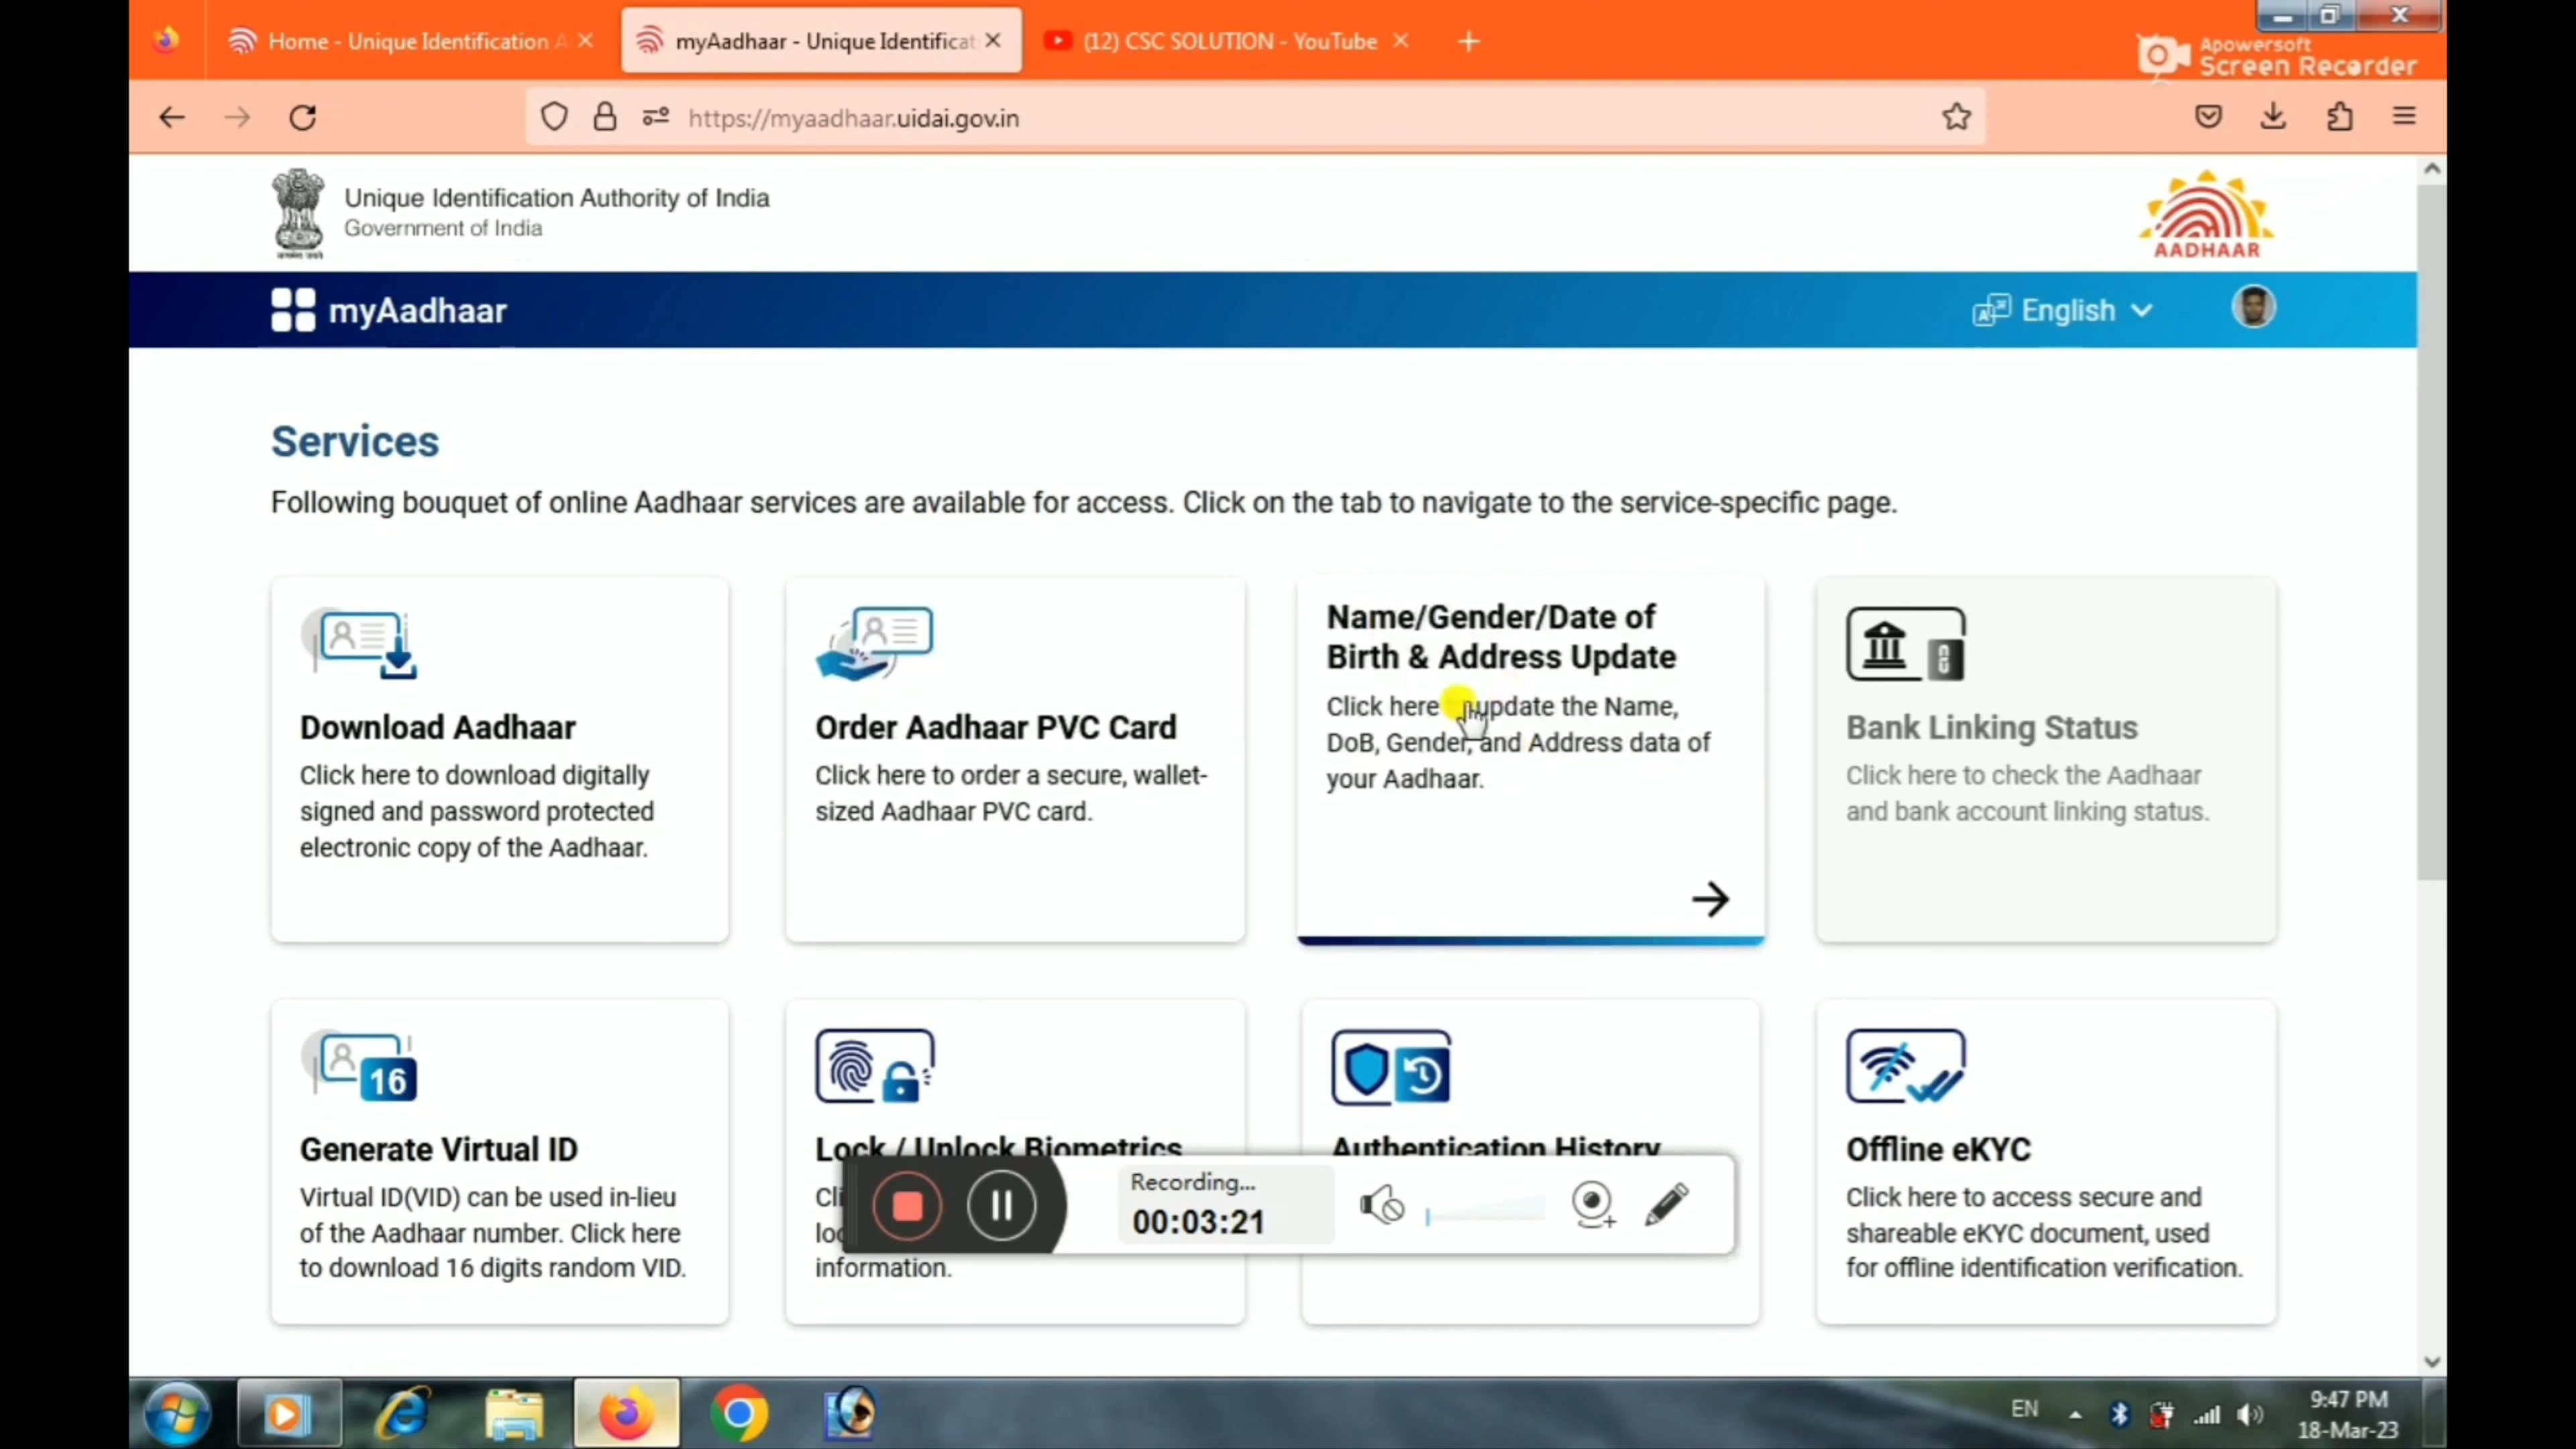 Home - Unique Identification A
myAadhaar - Unique Identificat
(12) CSC SOLUTION - YouTube
Apowersoft
Screen Recorder
https://myaadhaar.uidai.gov.in
Unique Identification Authority of India
Government of India
AADHAAR
myAadhaar
English
Services
Following bouquet of online Aadhaar services are available for access. Click on the tab to navigate to the service-specific page.
Download Aadhaar
Click here to download digitally
signed and password protected
electronic copy of the Aadhaar.
Order Aadhaar PVC Card
Click here to order a secure, wallet-
sized Aadhaar PVC card.
Name/Gender/Date of
Birth & Address Update
Click here update the Name,
DoB, Gender, and Address data of
your Aadhaar.
Bank Linking Status
Click here to check the Aadhaar
and bank account linking status.
16
Generate Virtual ID
Virtual ID(VID) can be used in-lieu
of the Aadhaar number. Click here
to download 16 digits random VID.
Lock / Unlock Biometrics
information.
Authentication History
Offline eKYC
Click here to access secure and
shareable eKYC document, used
for offline identification verification.
Recording...
00:03:21
EN
9:47 PM
18-Mar-23